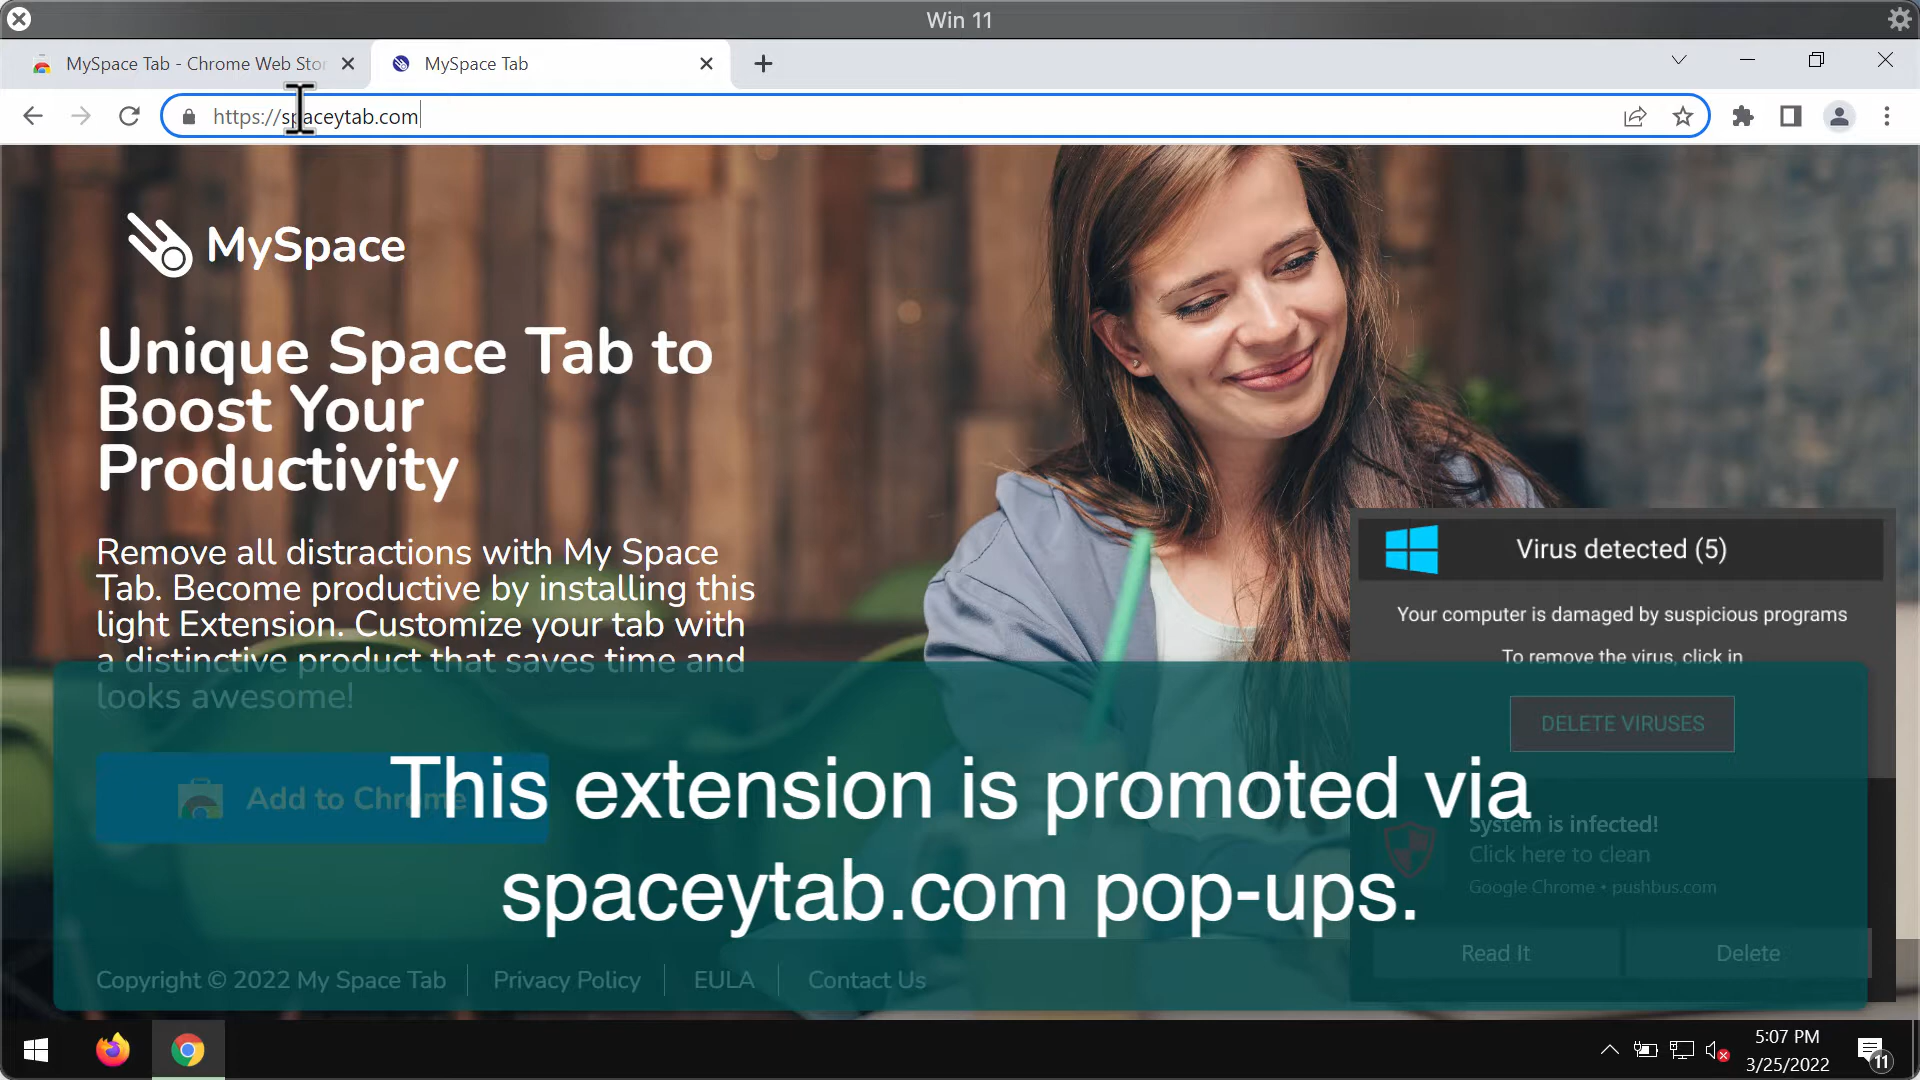 Win 11
MySpace Tab - Chrome Web Stor
MySpace Tab
https://spaceytab.com
MySpace
Unique Space Tab to
Boost Your
Productivity
Remove all distractions with My Space
Tab. Become productive by installing this
light Extension. Customize your tab with
a distinctive product that saves time and
looks awesome!
Add to Chrome
Virus detected (5)
Your computer is damaged by suspicious programs
To remove the virus, click in
DELETE VIRUSES
System is infected!
Click here to clean
Google Chrome • pushbus.com
Read It
Delete
This extension is promoted via
spaceytab.com pop-ups.
Copyright © 2022 My Space Tab
Privacy Policy
EULA
Contact Us
5:07 PM
3/25/2022
11